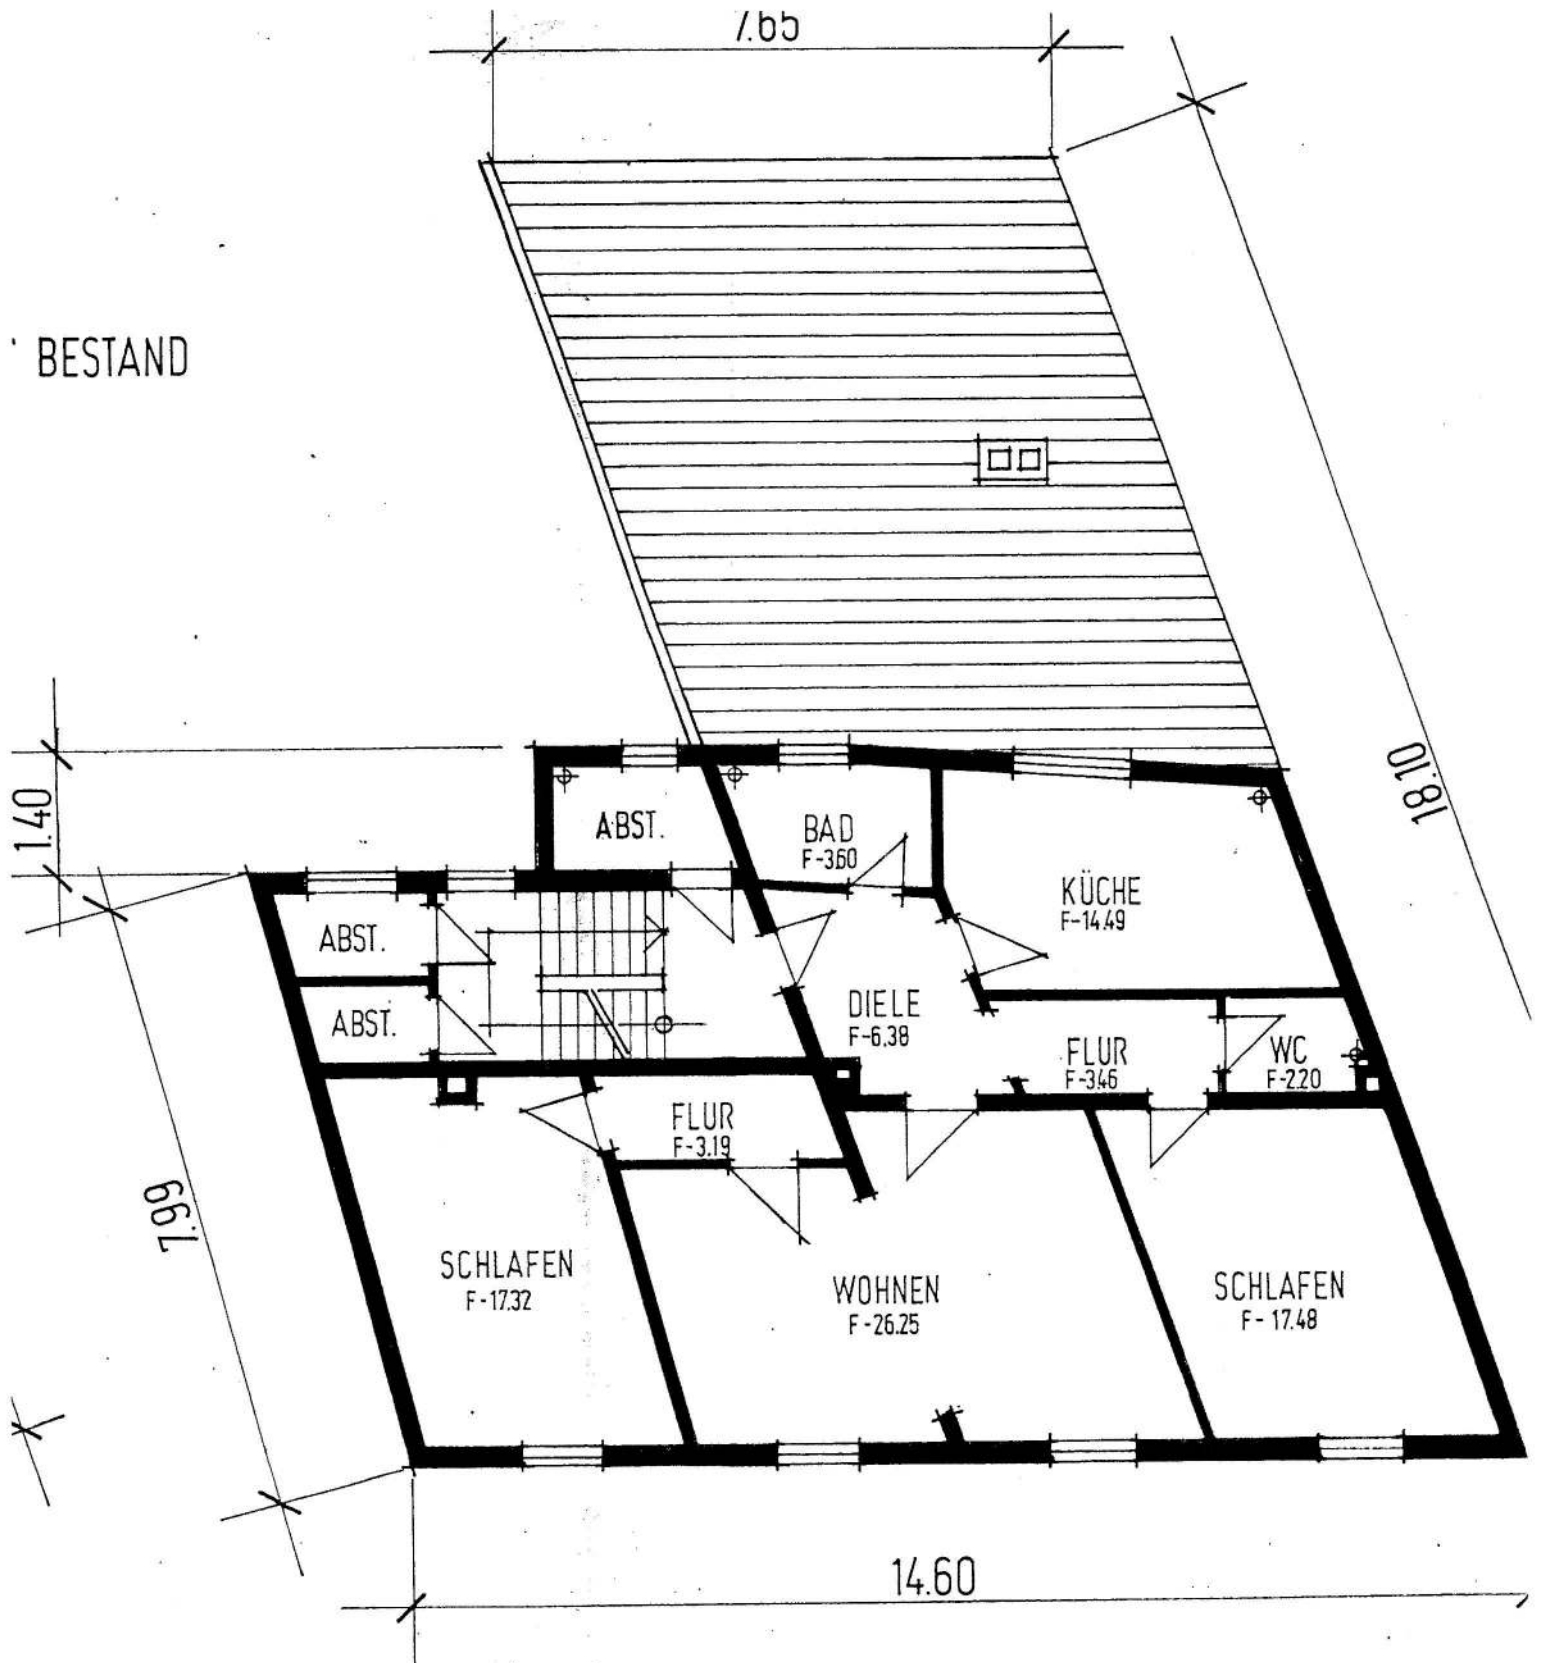 7.65
BESTAND
18.10
1.40
ABST.
BAD
F-3.60
KÜCHE
F-14.49
ABST.
ABST.
DIELE
F-6.38
FLUR
F-3.46
WC
F-2.20
FLUR
F-3.19
7.99
SCHLAFEN
F-17.32
WOHNEN
F-26.25
SCHLAFEN
F-17.48
14.60